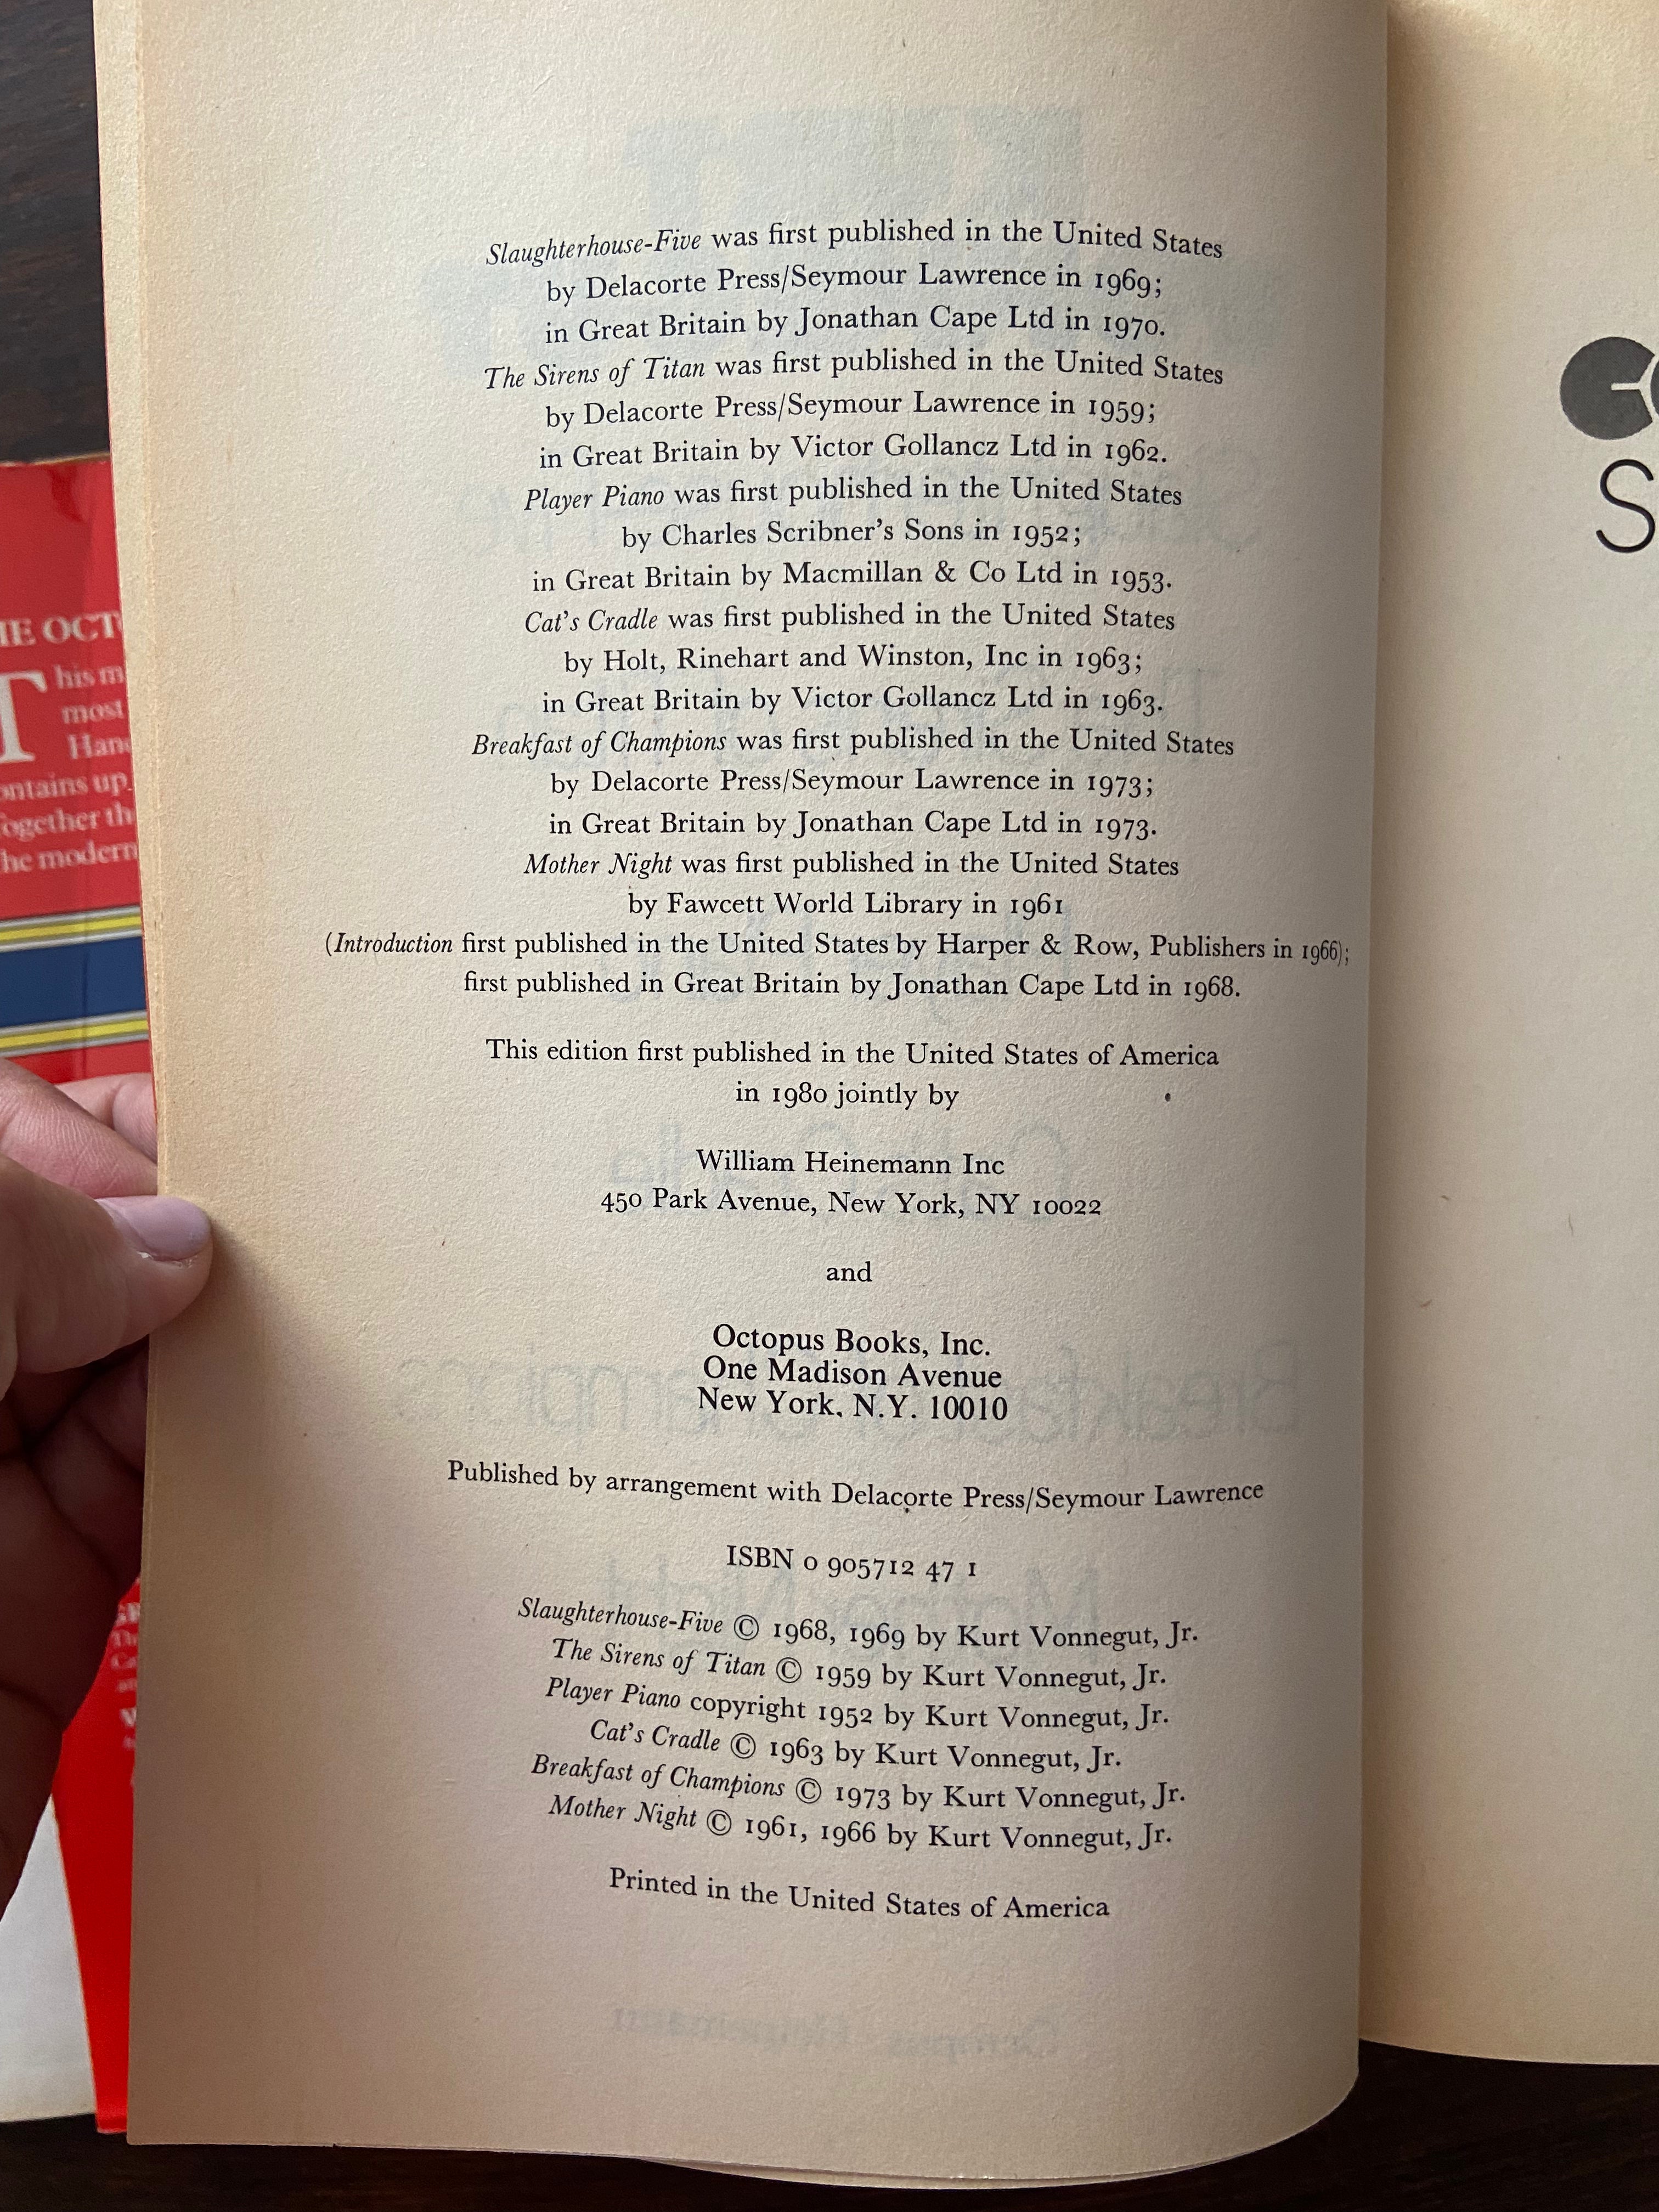 Slaughterhouse-Five was first published in the United States
by Delacorte Press/Seymour Lawrence in 1969;
in Great Britain by Jonathan Cape Ltd in 1970.
The Sirens of Titan was first published in the United States
by Delacorte Press/Seymour Lawrence in 1959;
in Great Britain by Victor Gollancz Ltd in 1962.
Player Piano was first published in the United States
by Charles Scribner's Sons in 1952;
in Great Britain by Macmillan & Co Ltd in 1953.
Cat's Cradle was first published in the United States
by Holt, Rinehart and Winston, Inc in 1963;
in Great Britain by Victor Gollancz Ltd in 1963.
Breakfast of Champions was first published in the United States
by Delacorte Press/Seymour Lawrence in 1973;
in Great Britain by Jonathan Cape Ltd in 1973.
Mother Night was first published in the United States
by Fawcett World Library in 1961
(Introduction first published in the United States by Harper & Row, Publishers in 1966);
first published in Great Britain by Jonathan Cape Ltd in 1968.
This edition first published in the United States of America
in 1980 jointly by
William Heinemann Inc
450 Park Avenue, New York, NY 10022
and
Octopus Books, Inc.
One Madison Avenue
New York, N.Y. 10010
Published by arrangement with Delacorte Press/Seymour Lawrence
ISBN 0 905712 47 1
Slaughterhouse-Five © 1968, 1969 by Kurt Vonnegut, Jr.
The Sirens of Titan © 1959 by Kurt Vonnegut, Jr.
Player Piano copyright 1952 by Kurt Vonnegut, Jr.
Cat's Cradle © 1963 by Kurt Vonnegut, Jr.
Breakfast of Champions © 1973 by Kurt Vonnegut, Jr.
Mother Night © 1961, 1966 by Kurt Vonnegut, Jr.
Printed in the United States of America
HE OCT
This m
most
Han
ontains up
Together th
he modern
S